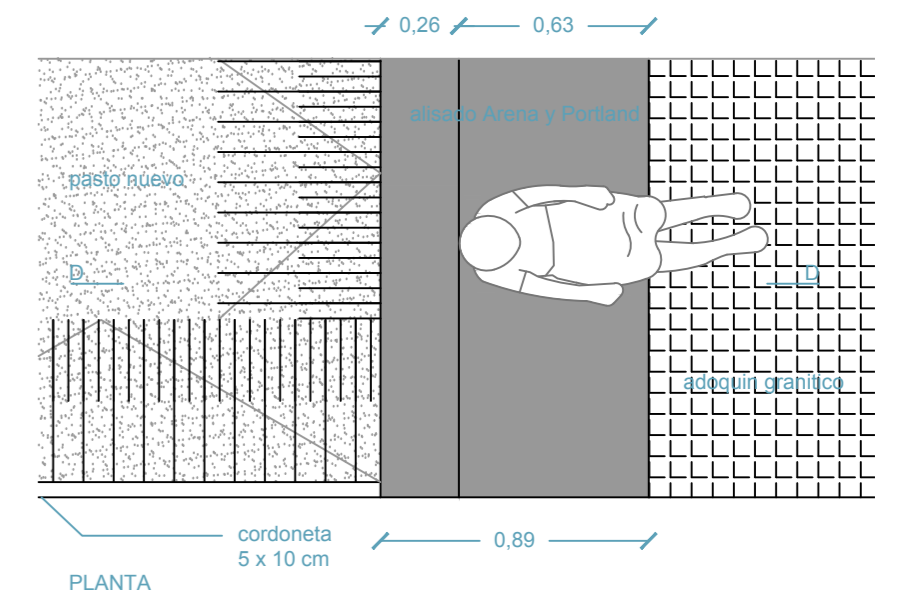 0,26
0,63
alisado Arena y Portland
pasto nuevo
D
D
adoquin granitico
cordoneta
5 x 10 cm
0,89
PLANTA